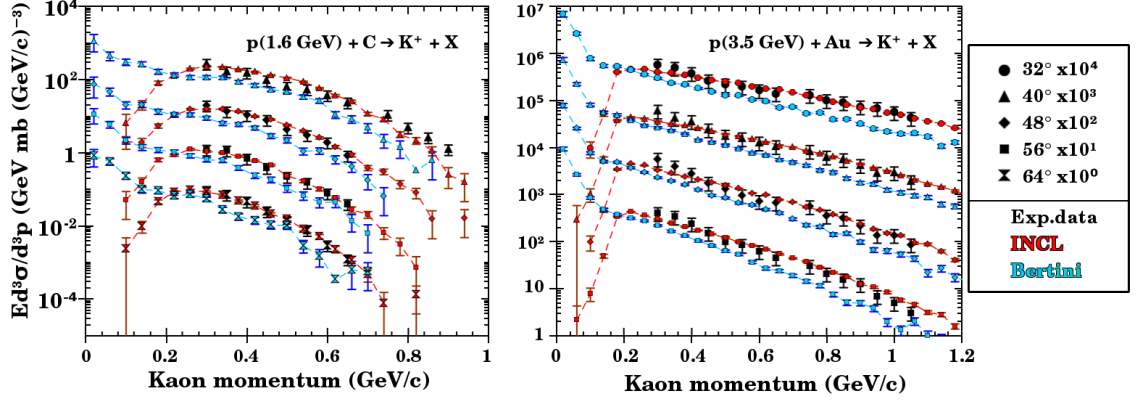 Ed³σ/d³p (GeV mb (GeV/c)⁻³)
10⁴
10²
1
10⁻²
10⁻⁴
p(1.6 GeV) + C → K⁺ + X
0 0.2 0.4 0.6 0.8 1
Kaon momentum (GeV/c)
10⁷
10⁶
10⁵
10⁴
10³
10²
10
1
p(3.5 GeV) + Au → K⁺ + X
0 0.2 0.4 0.6 0.8 1 1.2
Kaon momentum (GeV/c)
32° x10⁴
40° x10³
48° x10²
56° x10¹
64° x10⁰
Exp.data
INCL
Bertini